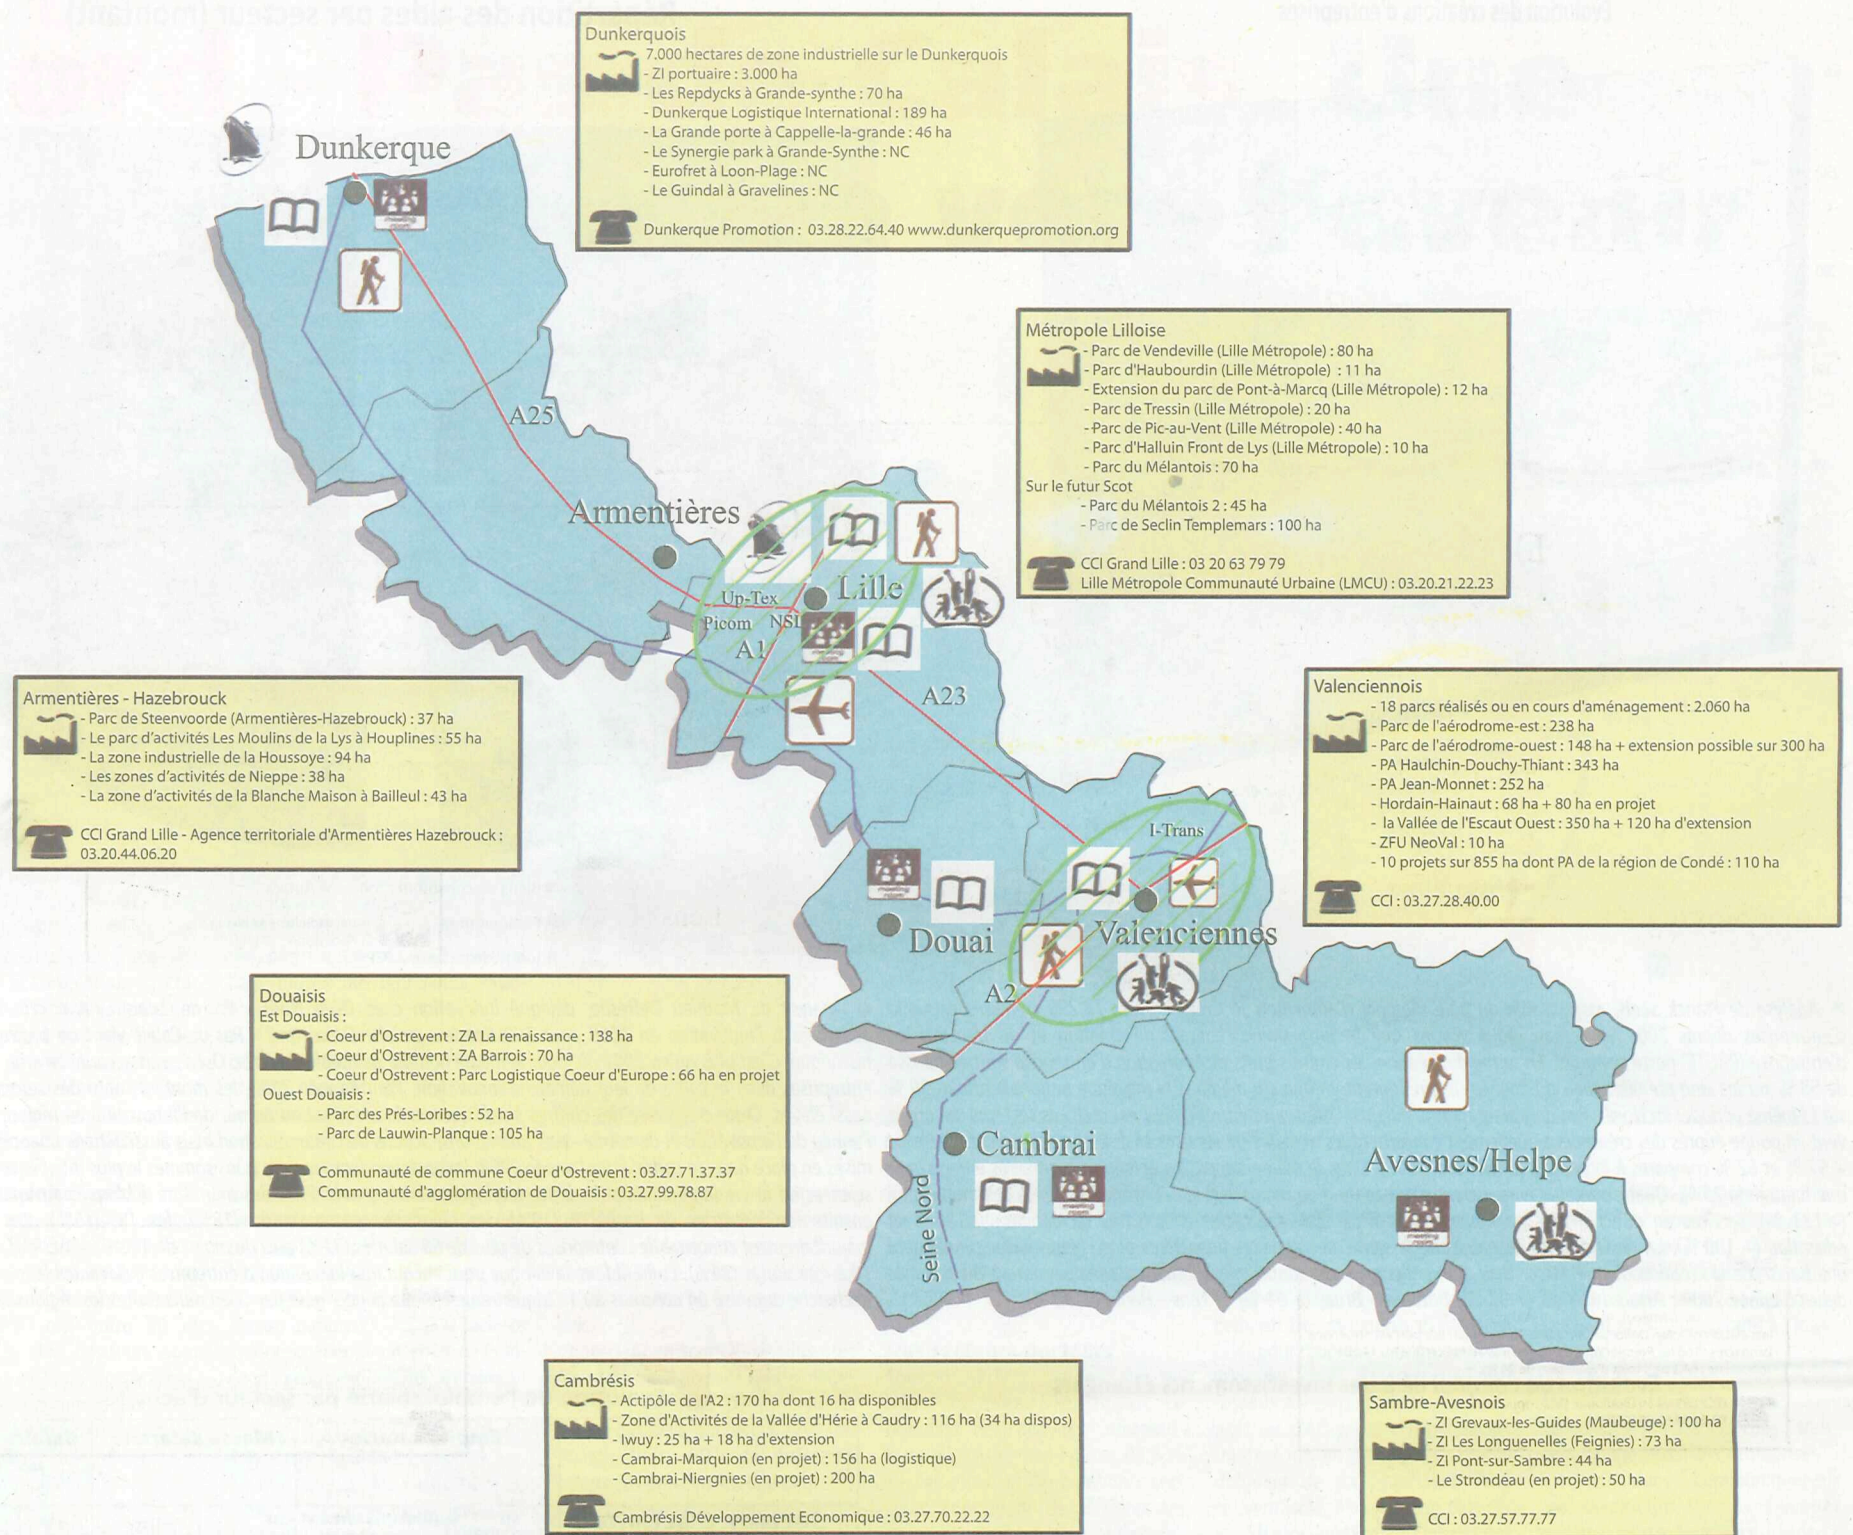 Dunkerquois
7.000 hectares de zone industrielle sur le Dunkerquois
- ZI portuaire : 3.000 ha
- Les Repdycks à Grande-synthe : 70 ha
- Dunkerque Logistique International : 189 ha
- La Grande porte à Cappelle-la-grande : 46 ha
- Le Synergie park à Grande-Synthe : NC
- Eurofret à Loon-Plage : NC
- Le Guindal à Gravelines : NC
Dunkerque Promotion : 03.28.22.64.40 www.dunkerquepromotion.org
Dunkerque
meeting
room
Métropole Lilloise
- Parc de Vendeville (Lille Métropole) : 80 ha
- Parc d'Haubourdin (Lille Métropole) : 11 ha
- Extension du parc de Pont-à-Marcq (Lille Métropole) : 12 ha
- Parc de Tressin (Lille Métropole) : 20 ha
- Parc de Pic-au-Vent (Lille Métropole) : 40 ha
- Parc d'Halluin Front de Lys (Lille Métropole) : 10 ha
- Parc du Mélantois : 70 ha
Sur le futur Scot
- Parc du Mélantois 2 : 45 ha
- Parc de Seclin Templemars : 100 ha
CCI Grand Lille : 03 20 63 79 79
Lille Métropole Communauté Urbaine (LMCU) : 03.20.21.22.23
A25
Armentières
Lille
Up-Tex
Picom NSL
A1
meeting
room
A23
Armentières - Hazebrouck
- Parc de Steenvoorde (Armentières-Hazebrouck) : 37 ha
- Le parc d'activités Les Moulins de la Lys à Houplines : 55 ha
- La zone industrielle de la Houssoye : 94 ha
- Les zones d'activités de Nieppe : 38 ha
- La zone d'activités de la Blanche Maison à Bailleul : 43 ha
CCI Grand Lille - Agence territoriale d'Armentières Hazebrouck :
03.20.44.06.20
Valenciennois
- 18 parcs réalisés ou en cours d'aménagement : 2.060 ha
- Parc de l'aérodrome-est : 238 ha
- Parc de l'aérodrome-ouest : 148 ha + extension possible sur 300 ha
- PA Haulchin-Douchy-Thiant : 343 ha
- PA Jean-Monnet : 252 ha
- Hordain-Hainaut : 68 ha + 80 ha en projet
- la Vallée de l'Escaut Ouest : 350 ha + 120 ha d'extension
- ZFU NeoVal : 10 ha
- 10 projets sur 855 ha dont PA de la région de Condé : 110 ha
CCI : 03.27.28.40.00
I-Trans
meeting
room
Douai
Valenciennes
A2
Douaisis
Est Douaisis :
- Coeur d'Ostrevent : ZA La renaissance : 138 ha
- Coeur d'Ostrevent : ZA Barrois : 70 ha
- Coeur d'Ostrevent : Parc Logistique Coeur d'Europe : 66 ha en projet
Ouest Douaisis :
- Parc des Prés-Loribes : 52 ha
- Parc de Lauwin-Planque : 105 ha
Communauté de commune Coeur d'Ostrevent : 03.27.71.37.37
Communauté d'agglomération de Douaisis : 03.27.99.78.87
Cambrai
meeting
room
Seine Nord
Avesnes/Helpe
meeting
room
Cambrésis
- Actipôle de l'A2 : 170 ha dont 16 ha disponibles
- Zone d'Activités de la Vallée d'Hérie à Caudry : 116 ha (34 ha dispos)
- Iwuy : 25 ha + 18 ha d'extension
- Cambrai-Marquion (en projet) : 156 ha (logistique)
- Cambrai-Niergnies (en projet) : 200 ha
Cambrésis Développement Economique : 03.27.70.22.22
Sambre-Avesnois
- ZI Grevaux-les-Guides (Maubeuge) : 100 ha
- ZI Les Longuenelles (Feignies) : 73 ha
- ZI Pont-sur-Sambre : 44 ha
- Le Strondeau (en projet) : 50 ha
CCI : 03.27.57.77.77